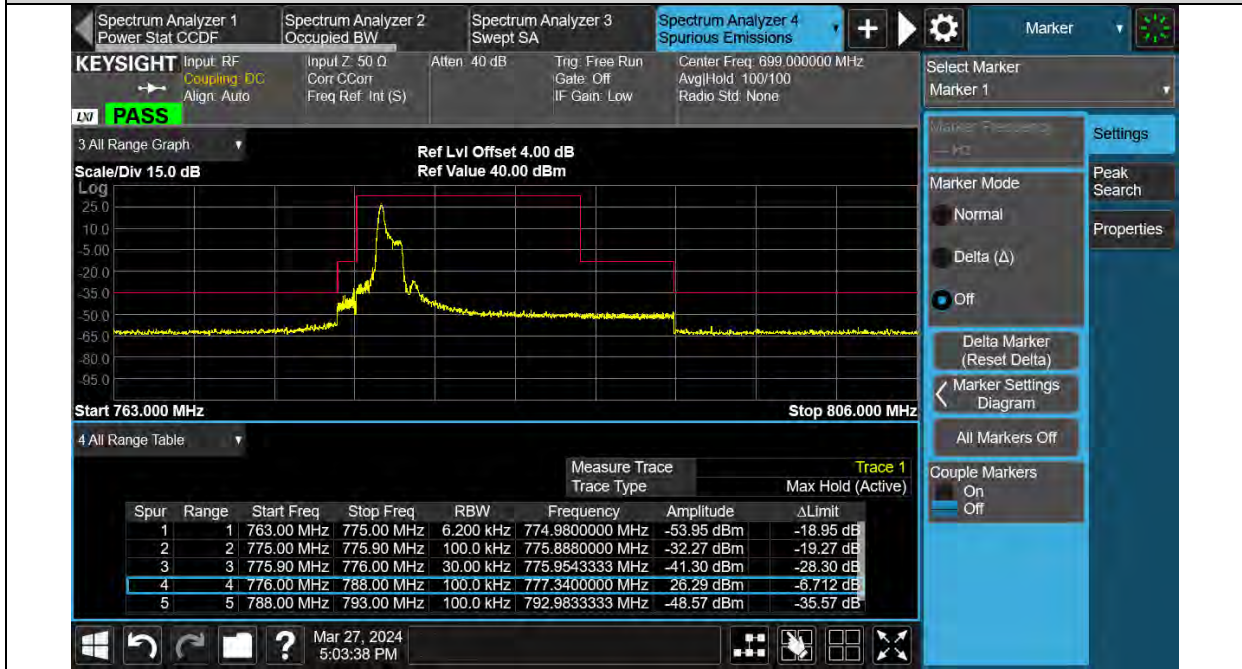 Spectrum Analyzer 1
Power Stat CCDF
Spectrum Analyzer 2
Occupied BW
Spectrum Analyzer 3
Swept SA
Spectrum Analyzer 4
Spurious Emissions
Marker
KEYSIGHT
Input: RF
Coupling: DC
Align: Auto
Input Z: 50 Ω
Corr CCorr
Freq Ref: Int (S)
Atten: 40 dB
Trig: Free Run
Gate: Off
IF Gain: Low
Center Freq: 699.000000 MHz
Avg|Hold: 100/100
Radio Std: None
LXI PASS
3 All Range Graph
Ref Lvl Offset 4.00 dB
Scale/Div 15.0 dB Ref Value 40.00 dBm
Log
25.0
10.0
-5.00
-20.0
-35.0
-50.0
-65.0
-80.0
-95.0
Start 763.000 MHz Stop 806.000 MHz
4 All Range Table
Measure Trace Trace 1
Trace Type Max Hold (Active)
Spur Range Start Freq Stop Freq RBW Frequency Amplitude ΔLimit
1 1 763.00 MHz 775.00 MHz 6.200 kHz 774.9800000 MHz -53.95 dBm -18.95 dB
2 2 775.00 MHz 775.90 MHz 100.0 kHz 775.8880000 MHz -32.27 dBm -19.27 dB
3 3 775.90 MHz 776.00 MHz 30.00 kHz 775.9543333 MHz -41.30 dBm -28.30 dB
4 4 776.00 MHz 788.00 MHz 100.0 kHz 777.3400000 MHz 26.29 dBm -6.712 dB
5 5 788.00 MHz 793.00 MHz 100.0 kHz 792.9833333 MHz -48.57 dBm -35.57 dB
Mar 27, 2024
5:03:38 PM
Select Marker
Marker 1
Marker Frequency
--- Hz
Marker Mode
Normal
Delta (Δ)
Off
Delta Marker
(Reset Delta)
Marker Settings
Diagram
All Markers Off
Couple Markers
On
Off
Settings
Peak
Search
Properties